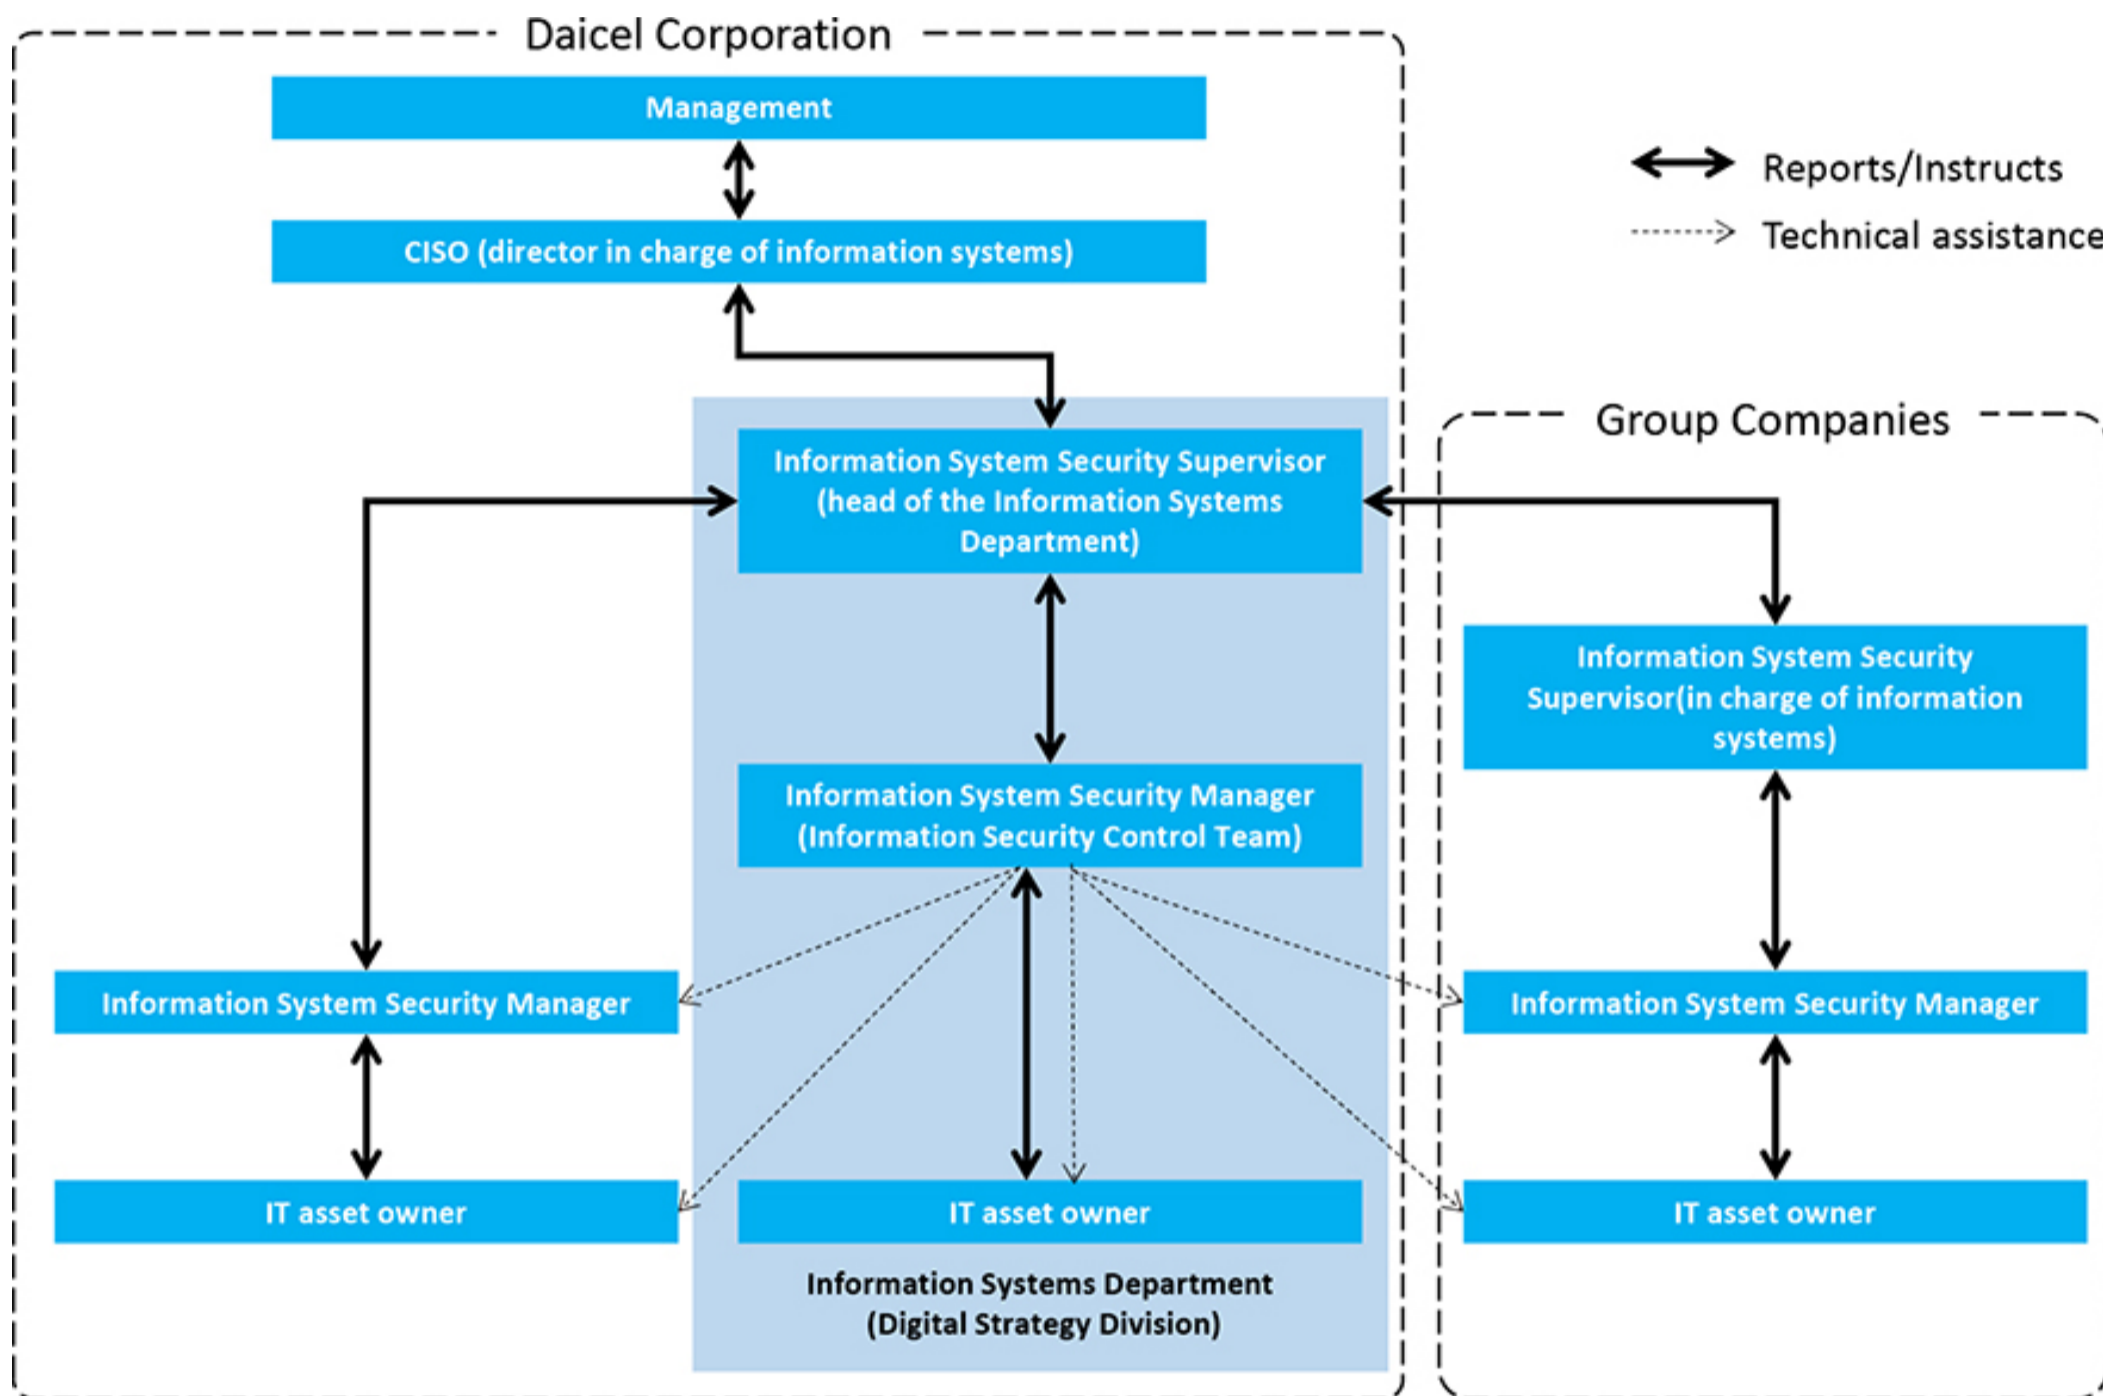 Daicel Corporation
Management
CISO (director in charge of information systems)
Reports/Instructs
Technical assistance
Information System Security Supervisor
(head of the Information Systems
Department)
Group Companies
Information System Security
Supervisor(in charge of information
systems)
Information System Security Manager
(Information Security Control Team)
Information System Security Manager
Information System Security Manager
IT asset owner
IT asset owner
IT asset owner
Information Systems Department
(Digital Strategy Division)